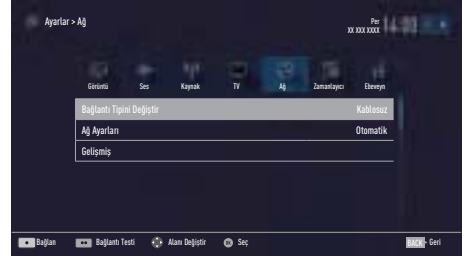 Ayarlar > Ağ
Per
XX XXX XXXX
Görüntü Ses Kaynak TV Ağ Zamanlayıcı Ebeveyn
Bağlantı Tipini Değiştir Kablosuz
Ağ Ayarları Otomatik
Gelişmiş
Bağlan Bağlantı Testi Alanı Değiştir OK Seç BACK Geri